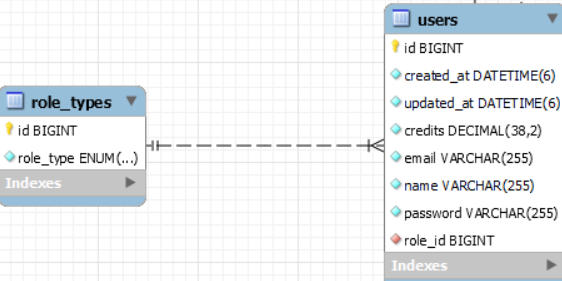 role_types
id BIGINT
role_type ENUM(...)
Indexes
users
id BIGINT
created_at DATETIME(6)
updated_at DATETIME(6)
credits DECIMAL(38,2)
email VARCHAR(255)
name VARCHAR(255)
password VARCHAR(255)
role_id BIGINT
Indexes